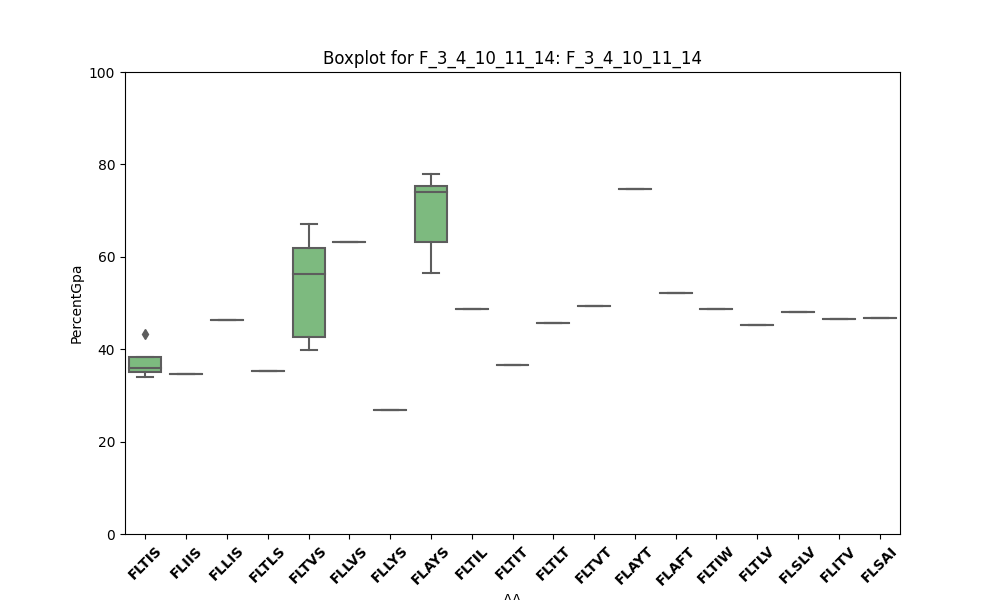 Boxplot for F_3_4_10_11_14: F_3_4_10_11_14
100
80
60
40
20
0
PercentGpa
FLTIS FLIIS FLLIS FLTLS FLTVS FLLVS FLLYS FLAYS FLTIL FLTIT FLTLT FLTVT FLAYT FLAFT FLTIW FLTLV FLSLV FLITV FLSAI
AA